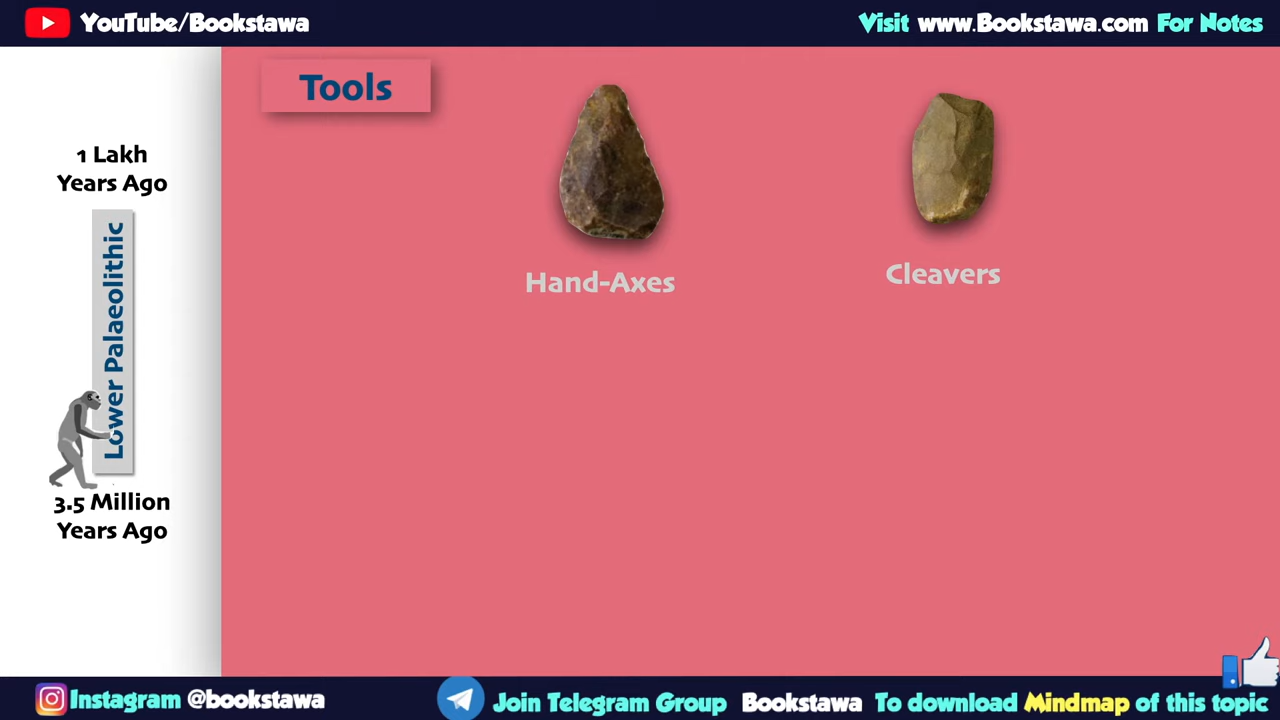 YouTube/Bookstawa
Visit www.Bookstawa.com For Notes
Tools
1 Lakh
Years Ago
Lower Palaeolithic
3.5 Million
Years Ago
Hand-Axes
Cleavers
Instagram @bookstawa
Join Telegram Group Bookstawa To download Mindmap of this topic